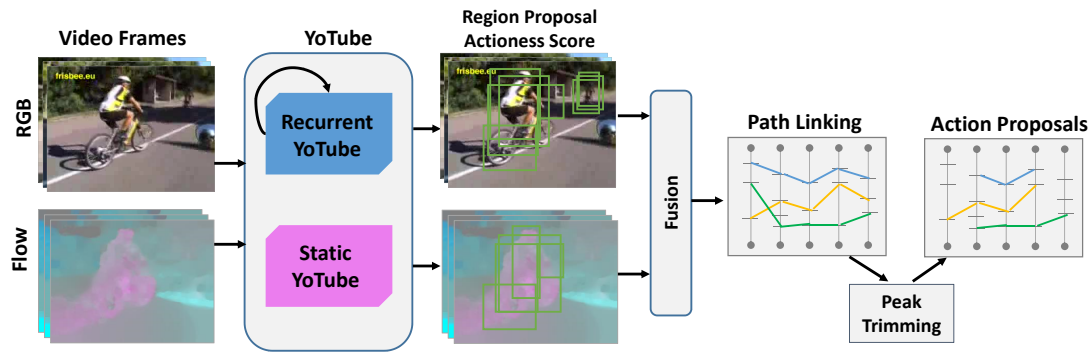 Video Frames
YoTube
Region Proposal
Actioness Score
RGB
frisbee.eu
Recurrent
YoTube
frisbee.eu
Flow
Static
YoTube
Fusion
Path Linking
Action Proposals
Peak
Trimming